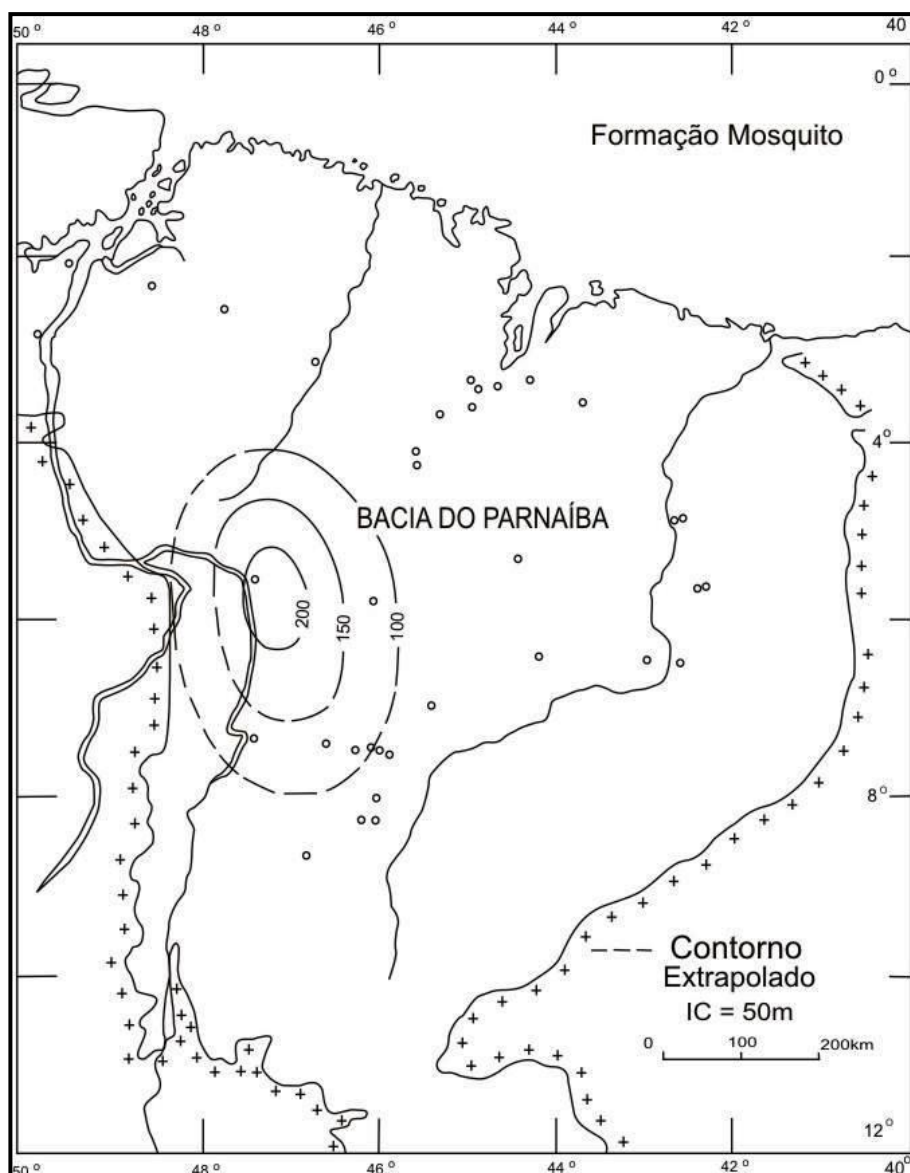 50 º 48 º 46 º 44 º 42 º 40
0 º
Formação Mosquito
4 º
BACIA DO PARNAÍBA
200
150
100
8 º
Contorno
Extrapolado
IC = 50m
0 100 200km
12 º
50 º 48 º 46 º 44 º 42 º 40º